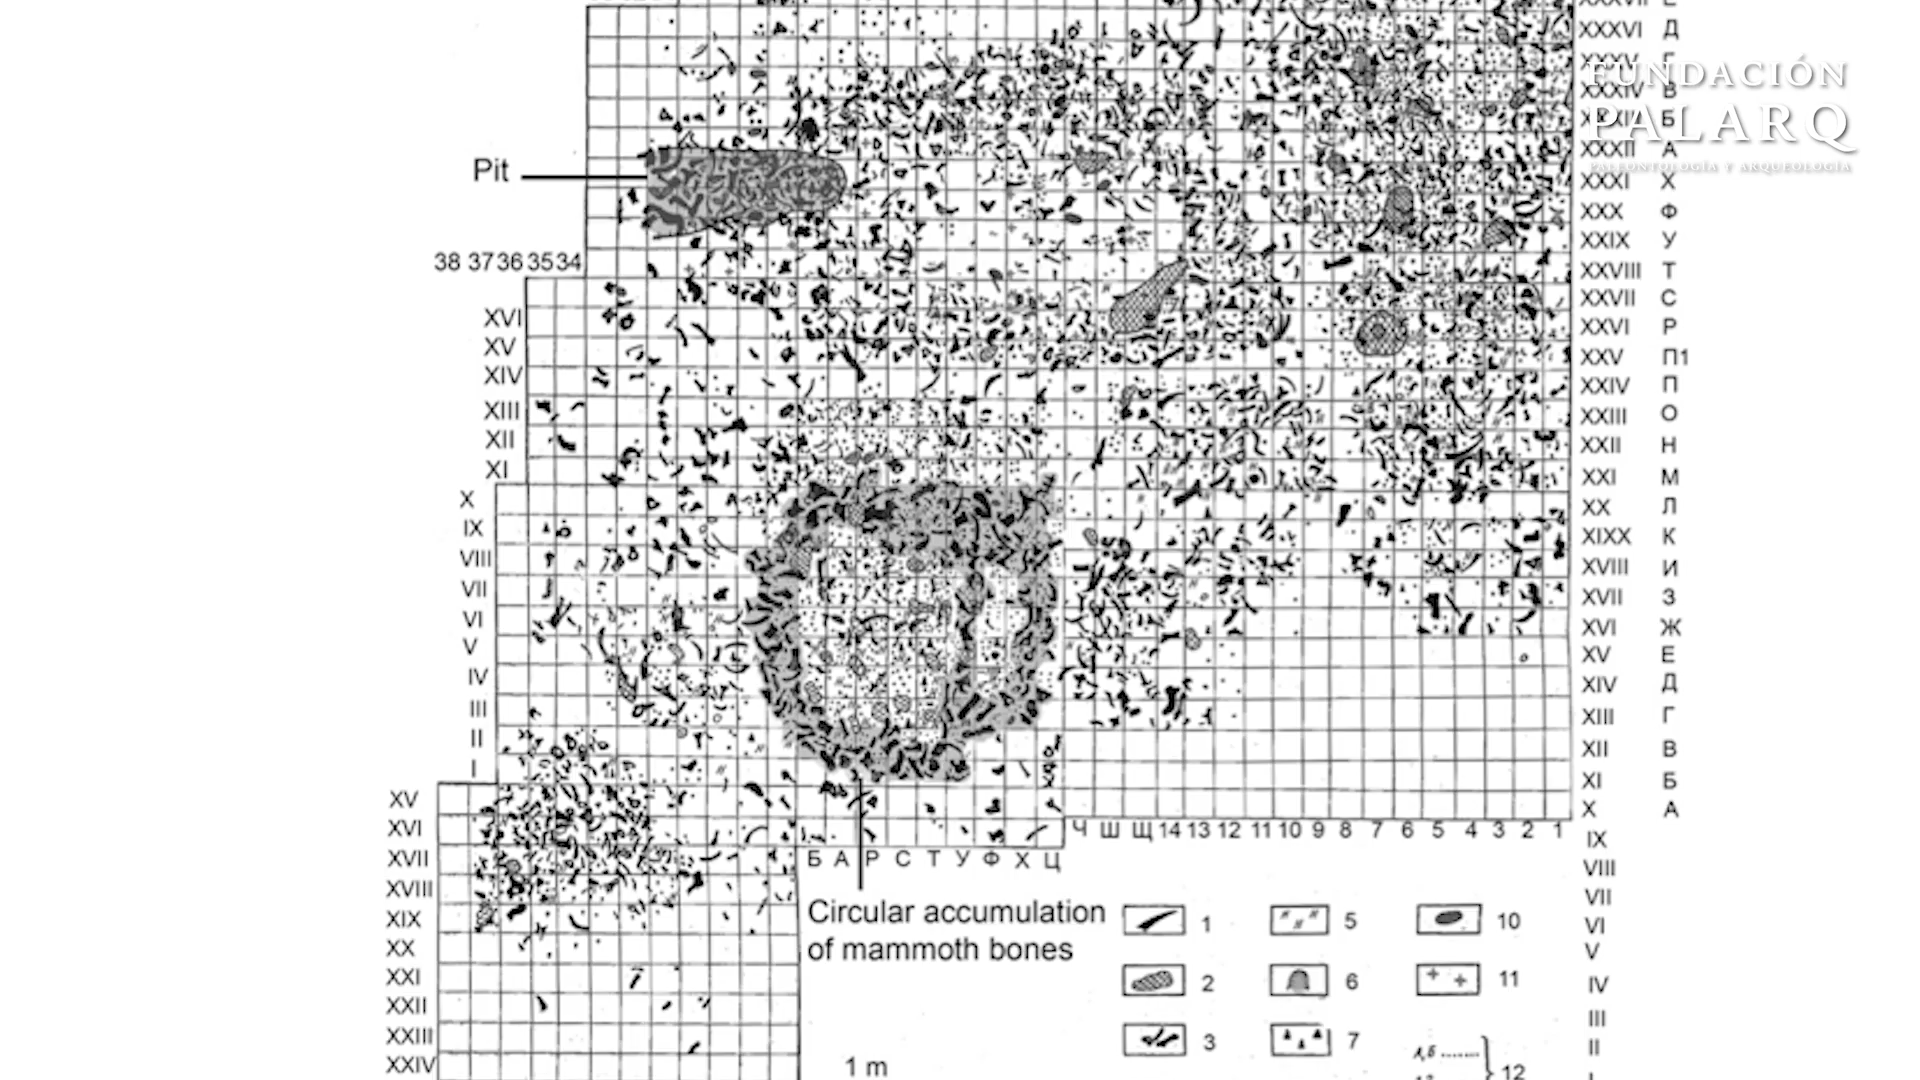 XXXVI Д
FUNDACIÓN
PALARQ
PALEONTOLOGÍA Y ARQUEOLOGÍA
XXXV Г
XXXIV В
Б
XXXII А
XXXI Х
XXX Ф
XXIX У
XXVIII Т
XXVII С
XXVI Р
XXV П1
XXIV П
XXIII О
XXII Н
XXI М
XX Л
XIXX К
XVIII И
XVII З
XVI Ж
XV Е
XIV Д
XIII Г
XII В
XI Б
X А
IX
VIII
VII
VI
V
IV
III
II
Pit
38 37 36 35 34
XVI
XV
XIV
XIII
XII
XI
X
IX
VIII
VII
VI
V
IV
III
II
I
XV
XVI
XVII
XVIII
XIX
XX
XXI
XXII
XXIII
XXIV
Ч Ш Щ 14 13 12 11 10 9 8 7 6 5 4 3 2 1
Б А Р С Т У Ф Х Ц
Circular accumulation
of mammoth bones
1 m
1
2
3
5
6
7
10
11
А,Б
12